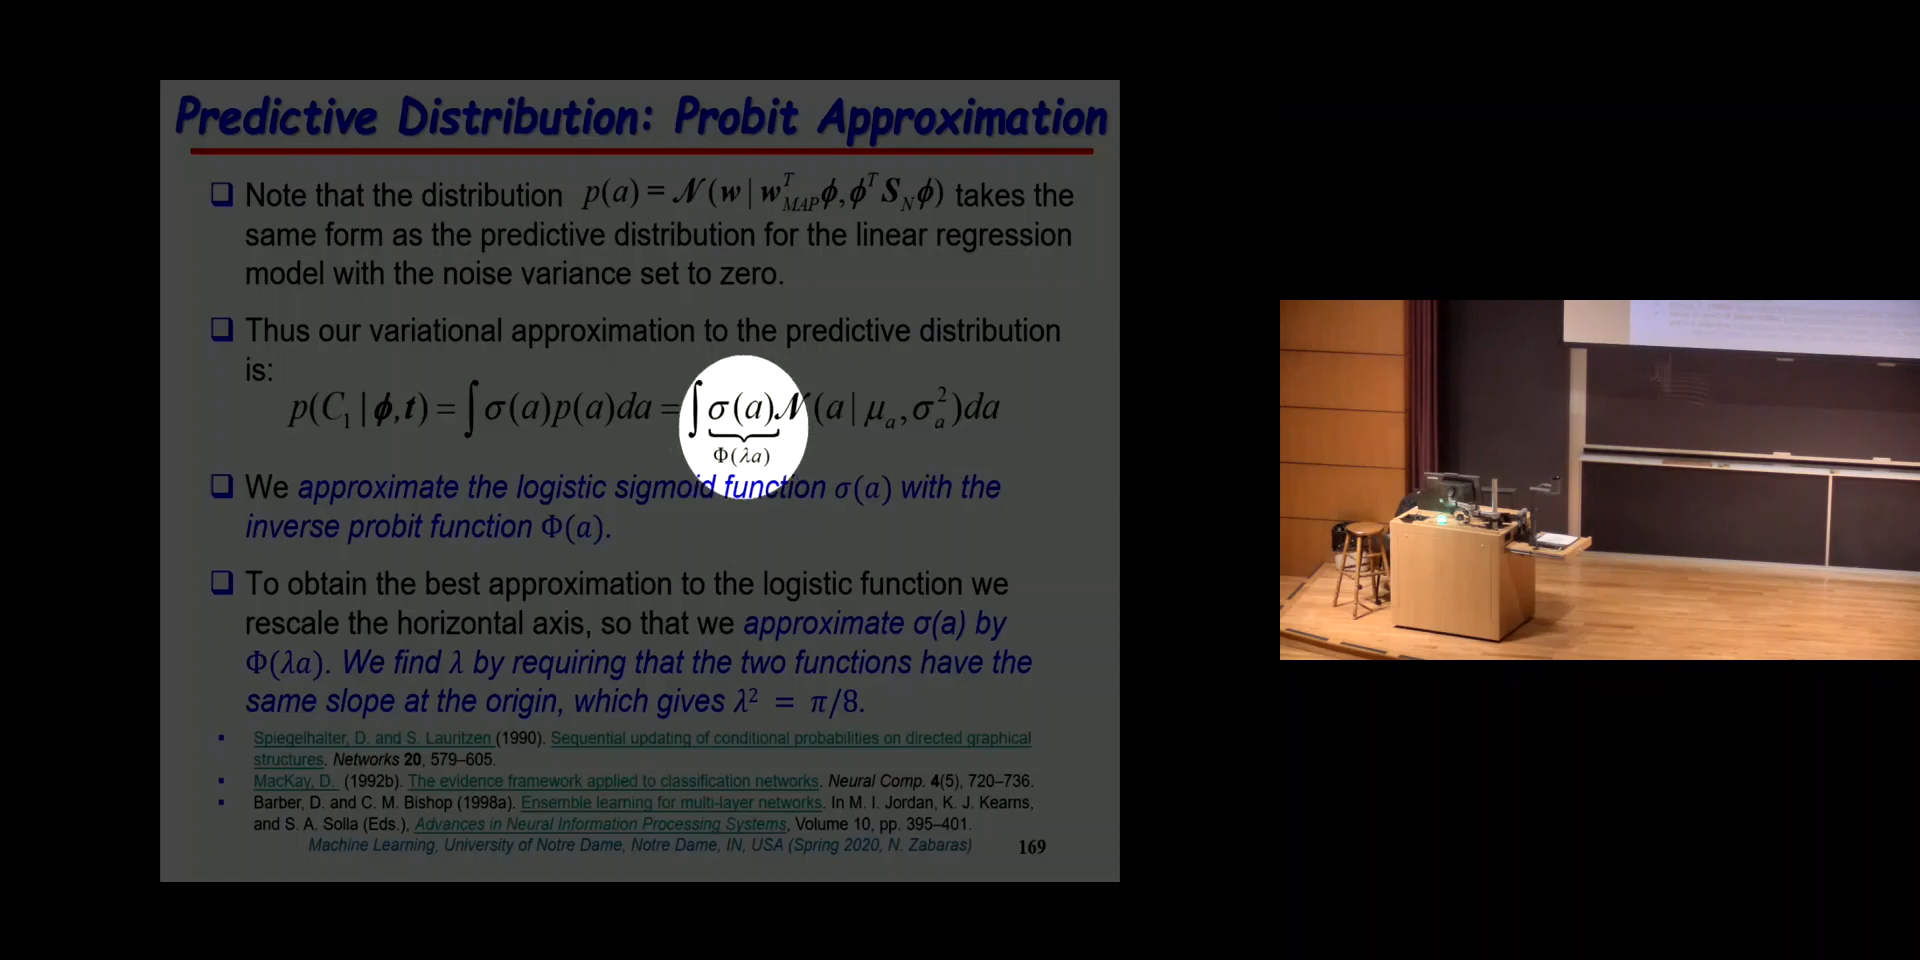 Predictive Distribution: Probit Approximation
❑ Note that the distribution p(a) = 𝒩(w | w_MAP^T ϕ, ϕ^T S_N ϕ) takes the
same form as the predictive distribution for the linear regression
model with the noise variance set to zero.
❑ Thus our variational approximation to the predictive distribution
is:
p(C₁ | ϕ, t) = ∫ σ(a)p(a)da = ∫ σ(a) 𝒩(a | μ_a, σ_a²)da
Φ(λa)
❑ We approximate the logistic sigmoid function σ(a) with the
inverse probit function Φ(a).
❑ To obtain the best approximation to the logistic function we
rescale the horizontal axis, so that we approximate σ(a) by
Φ(λa). We find λ by requiring that the two functions have the
same slope at the origin, which gives λ² = π/8.
▪ Spiegelhalter, D. and S. Lauritzen (1990). Sequential updating of conditional probabilities on directed graphical
structures. Networks 20, 579–605.
▪ MacKay, D. (1992b). The evidence framework applied to classification networks. Neural Comp. 4(5), 720–736.
▪ Barber, D. and C. M. Bishop (1998a). Ensemble learning for multi-layer networks. In M. I. Jordan, K. J. Kearns,
and S. A. Solla (Eds.), Advances in Neural Information Processing Systems, Volume 10, pp. 395–401.
Machine Learning, University of Notre Dame, Notre Dame, IN, USA (Spring 2020, N. Zabaras) 169